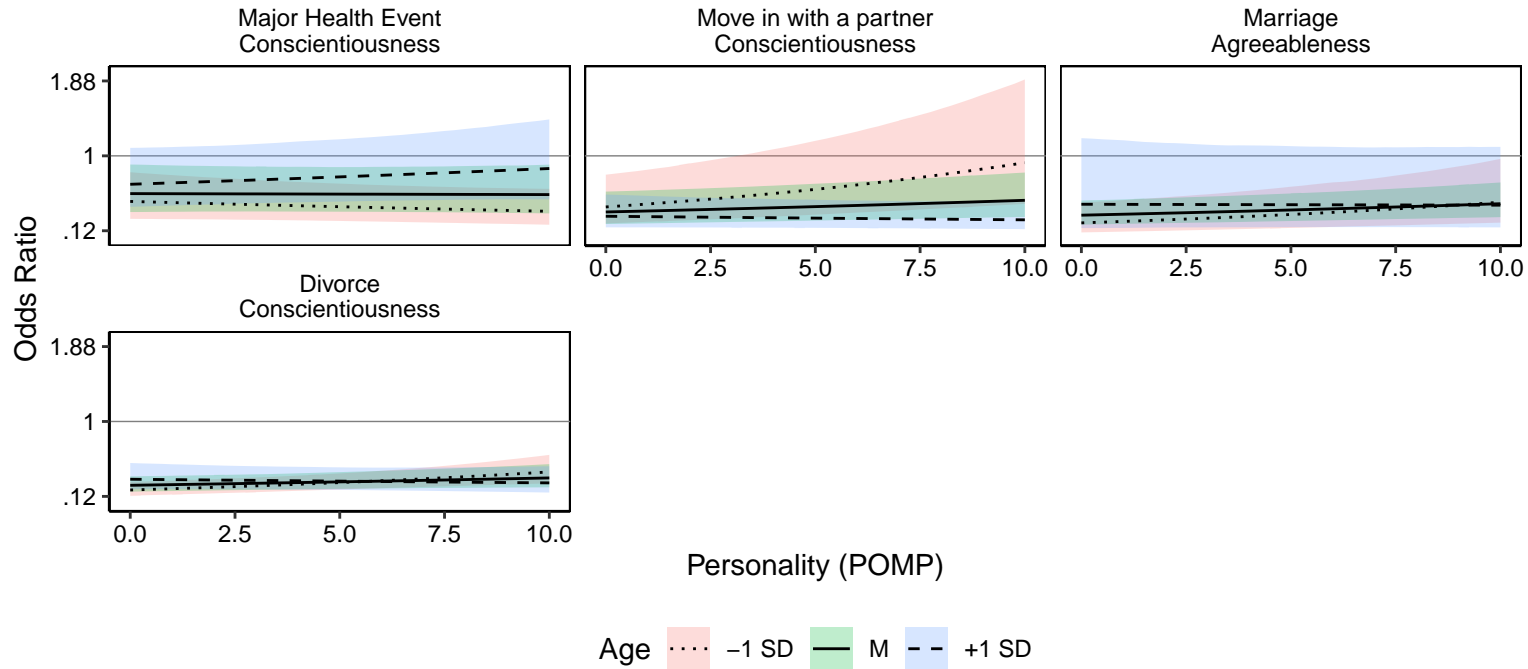 Major Health Event
Conscientiousness
Move in with a partner
Conscientiousness
Marriage
Agreeableness
1.88
1
.12
0.0 2.5 5.0 7.5 10.0
0.0 2.5 5.0 7.5 10.0
Divorce
Conscientiousness
1.88
1
.12
0.0 2.5 5.0 7.5 10.0
Odds Ratio
Personality (POMP)
Age −1 SD M +1 SD